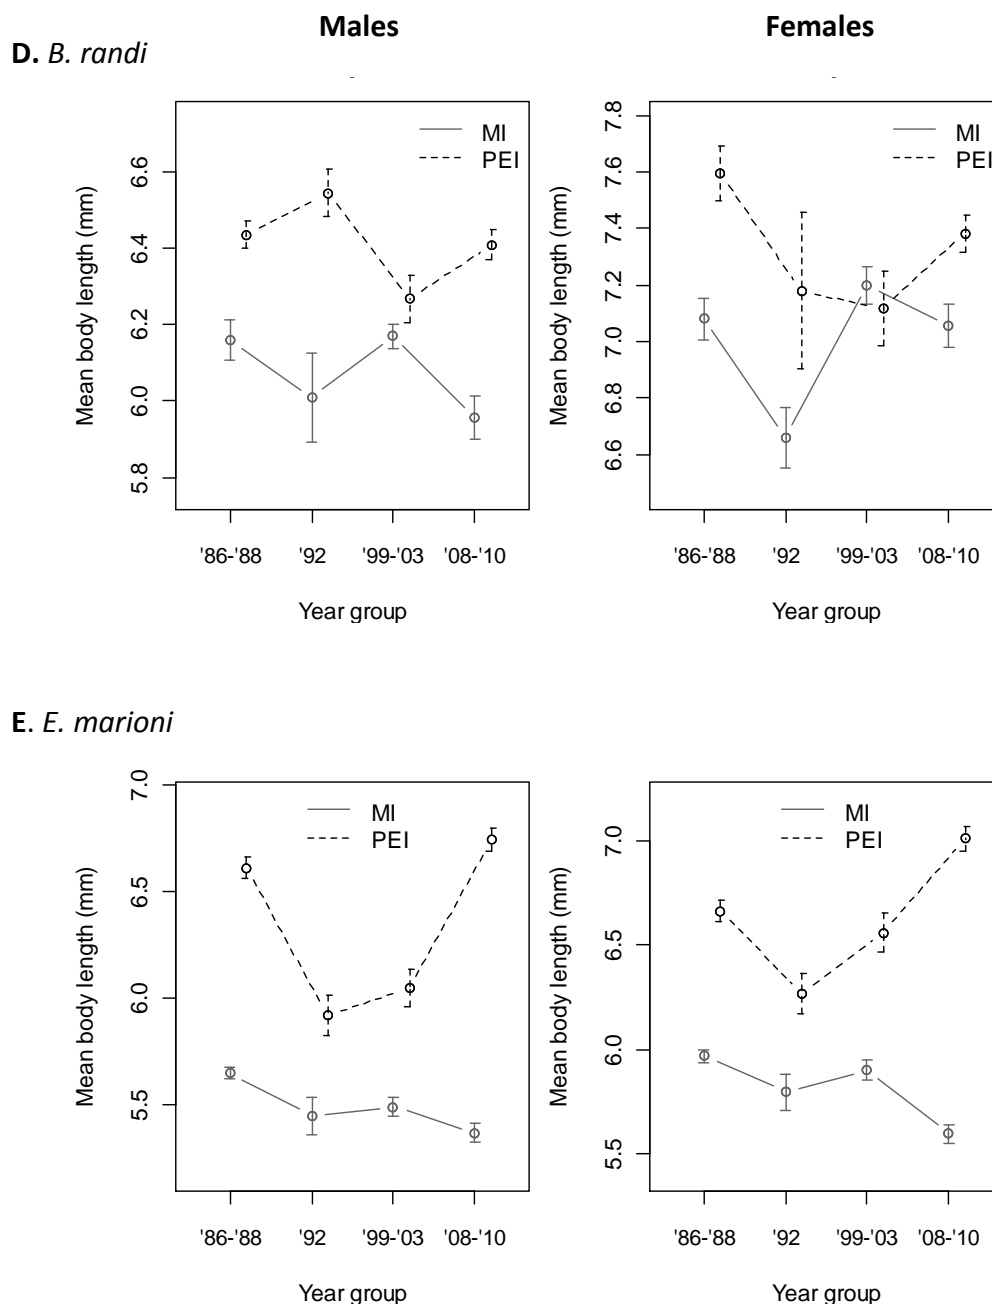 Males
Females
D. B. randi
Mean body length (mm)
5.8
6.0
6.2
6.4
6.6
MI
PEI
'86-'88
'92
'99-'03
'08-'10
Year group
Mean body length (mm)
6.6
6.8
7.0
7.2
7.4
7.6
7.8
MI
PEI
'86-'88
'92
'99-'03
'08-'10
Year group
E. E. marioni
Mean body length (mm)
5.5
6.0
6.5
7.0
MI
PEI
'86-'88
'92
'99-'03
'08-'10
Year group
Mean body length (mm)
5.5
6.0
6.5
7.0
MI
PEI
'86-'88
'92
'99-'03
'08-'10
Year group